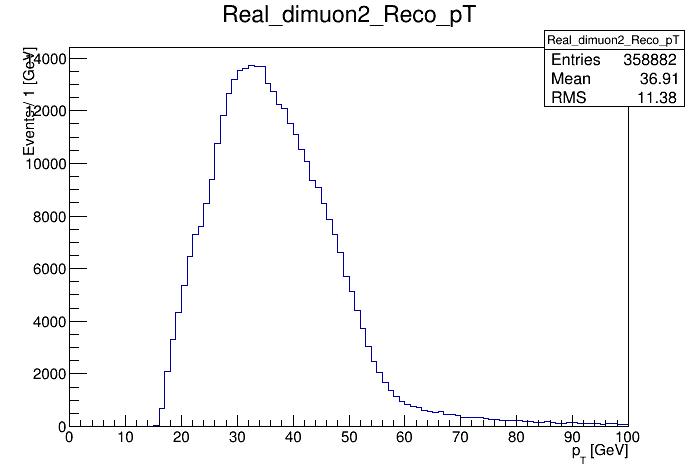 Real_dimuon2_Reco_pT
Real_dimuon2_Reco_pT
Entries 358882
Mean 36.91
RMS 11.38
Events / 1 [GeV]
14000
12000
10000
8000
6000
4000
2000
0
0 10 20 30 40 50 60 70 80 90 100
p_T [GeV]